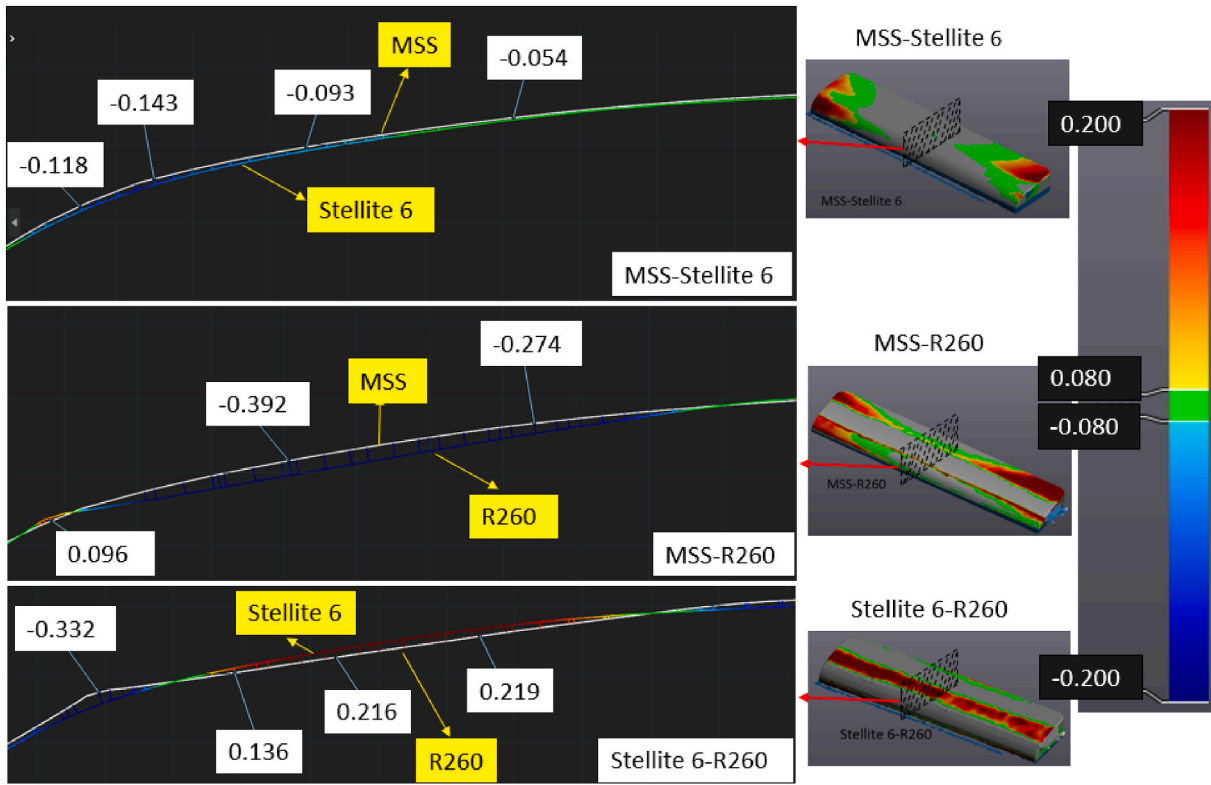 MSS
-0.054
-0.093
-0.143
-0.118
Stellite 6
MSS-Stellite 6
MSS-Stellite 6
MSS-Stellite 6
0.200
-0.274
MSS
-0.392
R260
0.096
MSS-R260
MSS-R260
MSS-R260
0.080
-0.080
Stellite 6
-0.332
0.219
0.216
0.136
R260
Stellite 6-R260
Stellite 6-R260
Stellite 6-R260
-0.200